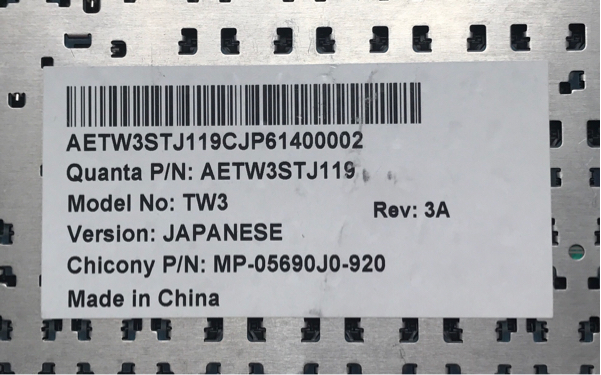 AETW3STJ119CJP61400002
Quanta P/N: AETW3STJ119
Model No: TW3
Rev: 3A
Version: JAPANESE
Chicony P/N: MP-05690J0-920
Made in China